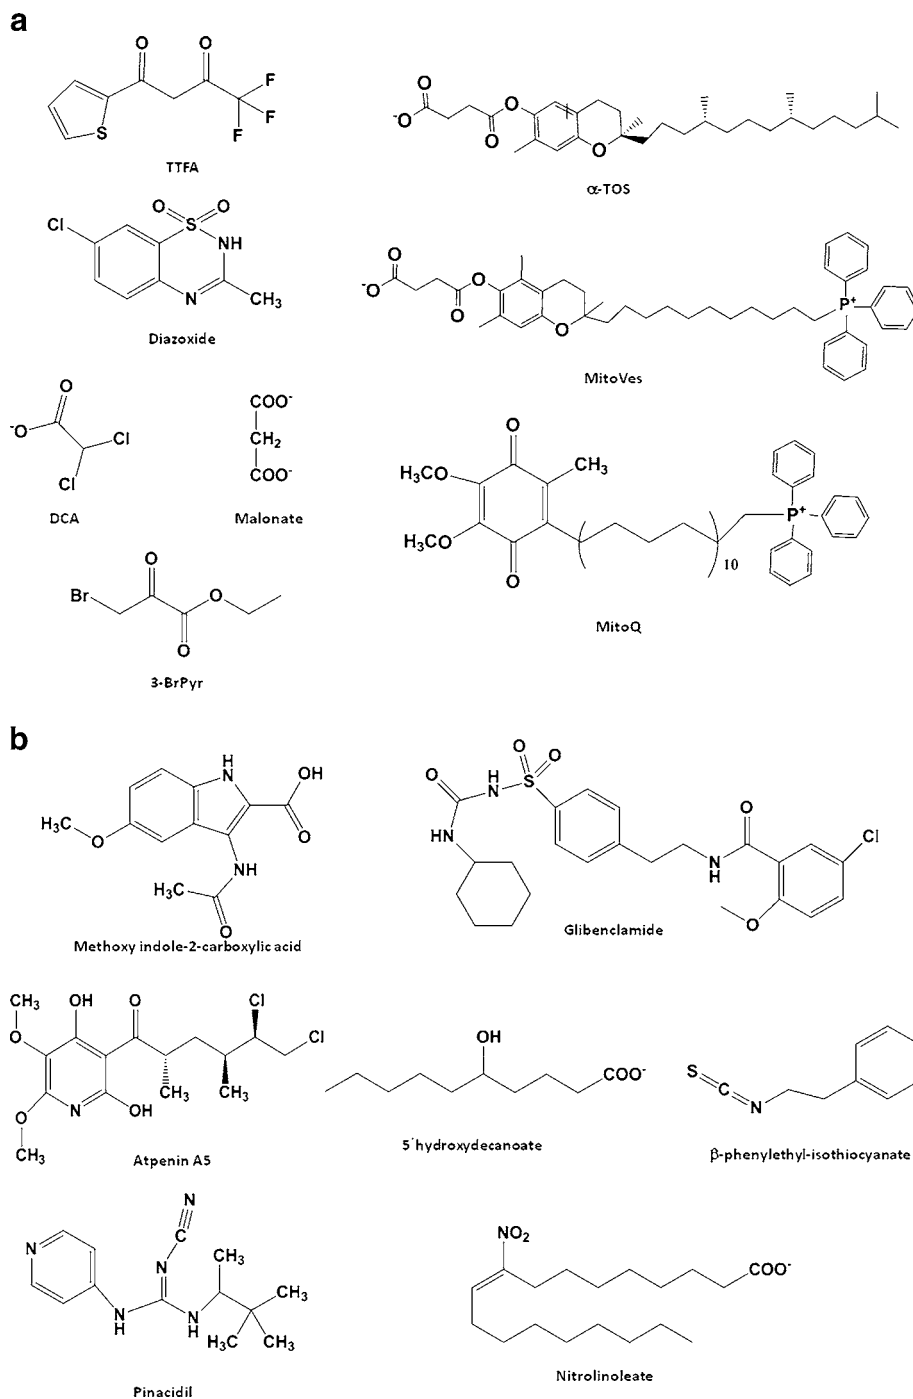 a
O O
F
F
F
S
TTFA
O
-O
O
O
O
α-TOS
O O
S
Cl
NH
N
CH3
Diazoxide
O
-O
O
O
O
P+
MitoVes
O
-O
Cl
Cl
DCA
COO-
CH2
COO-
Malonate
O
H3CO
CH3
H3CO
O
P+
10
MitoQ
O
Br
O
O
3-BrPyr
b
H
N
OH
O
H3C
O
NH
H3C
O
Methoxy indole-2-carboxylic acid
O O
O
H
N
S
HN
O
N
H
Cl
O
Glibenclamide
CH3
OH
O
Cl
O
Cl
CH3
CH3
O
N
OH
CH3
Atpenin A5
OH
COO-
5´hydroxydecanoate
S
C
N
β-phenylethyl-isothiocyanate
N
C
N
N
CH3
CH3
N
H
N
H
H3C
CH3
Pinacidil
NO2
COO-
Nitrolinoleate